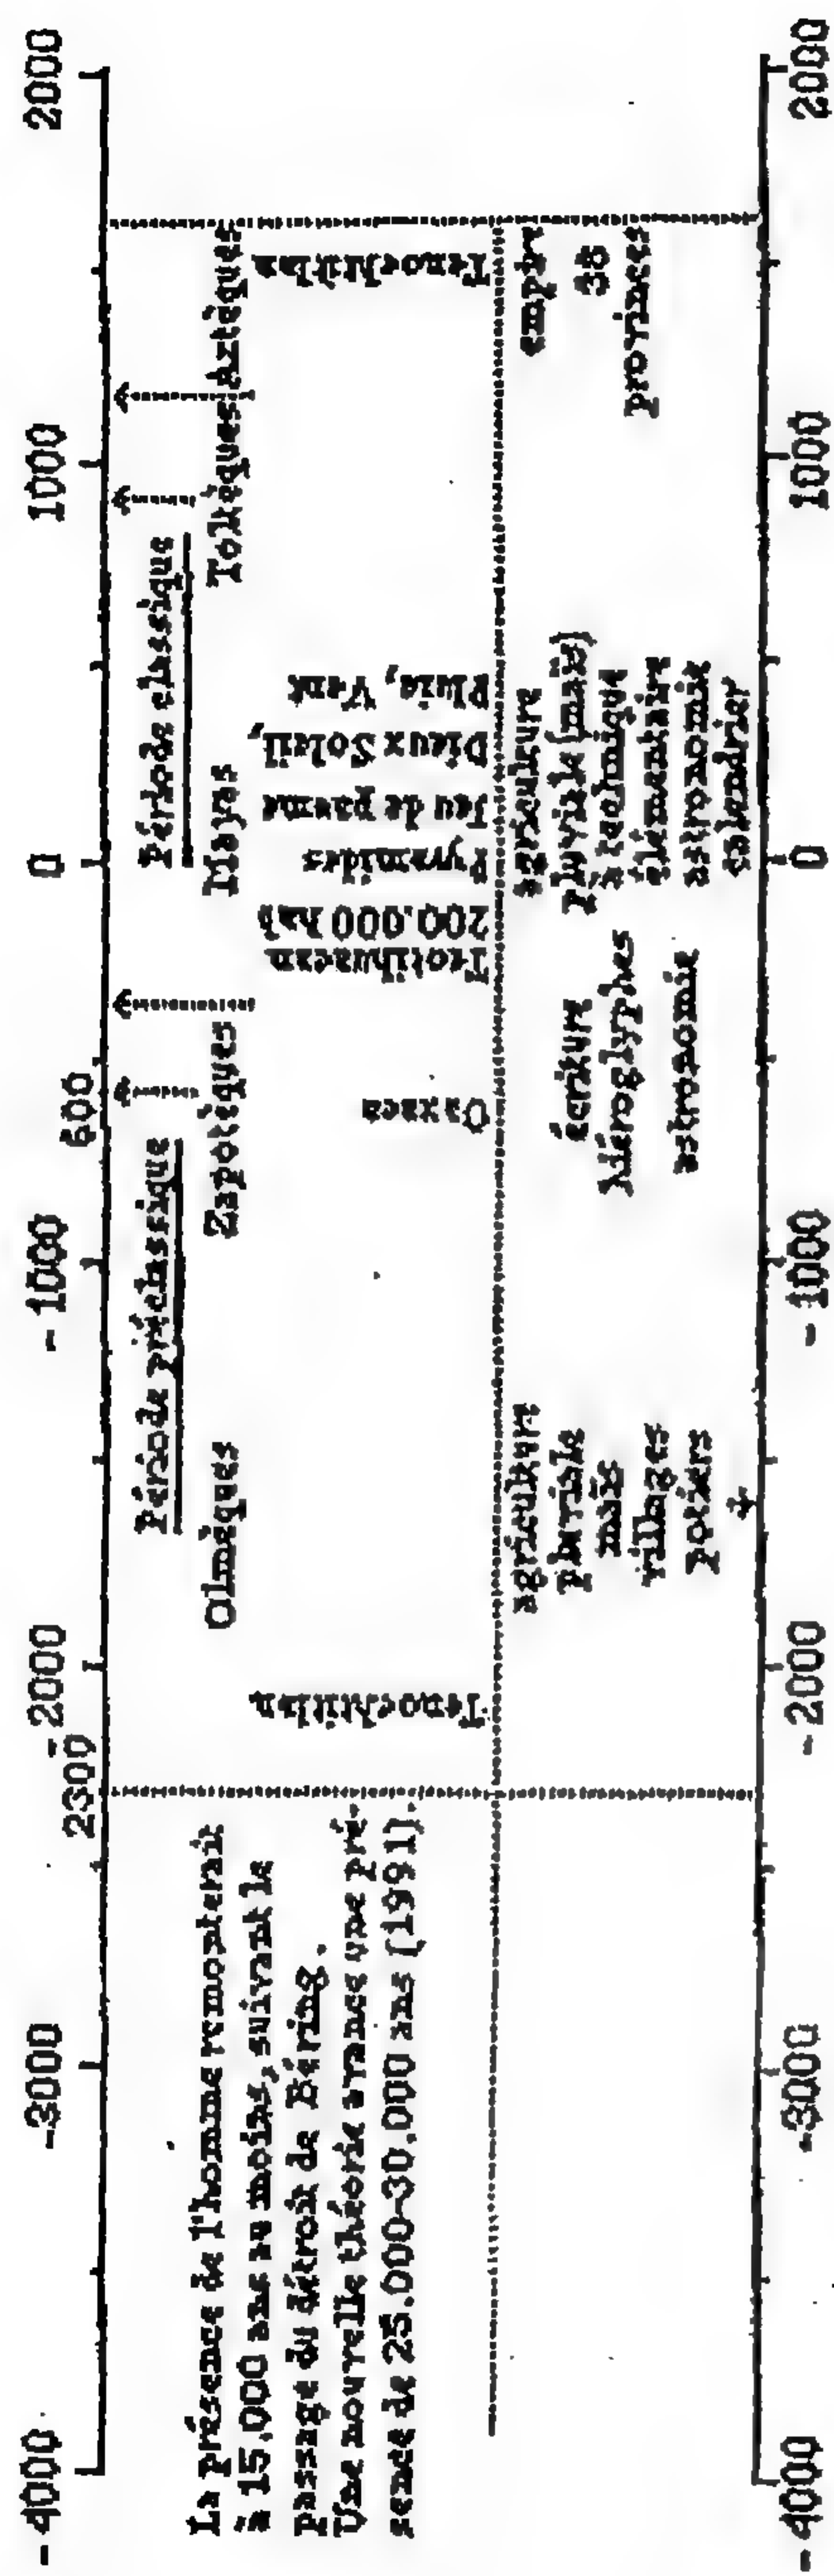 -4000 -3000 2300 -2000 -1000 600 0 1000 2000
La présence de l'homme remonterait
à 15.000 ans au moins, suivant le
passage du détroit de Béring.
Une nouvelle théorie avance une pré-
sence de 25.000-30.000 ans (1991).
Période préclassique
Période classique
Olmèques
Zapotèques
Mayas
Toltèques
Aztèques
Tenochtitlan
Oaxaca
Teotihuacan
200.000 hab
Pyramides
Jeu de paume
Dieux Soleil,
Pluie, Vent
Tenochtitlan
agriculture
pluviale
maïs
villages
potiers
écriture
hiéroglyphes
astronomie
agriculture
pluviale (maïs)
à technique
élémentaire
astronomie
calendrier
empire
38
provinces
-4000 -3000 -2000 -1000 0 1000 2000